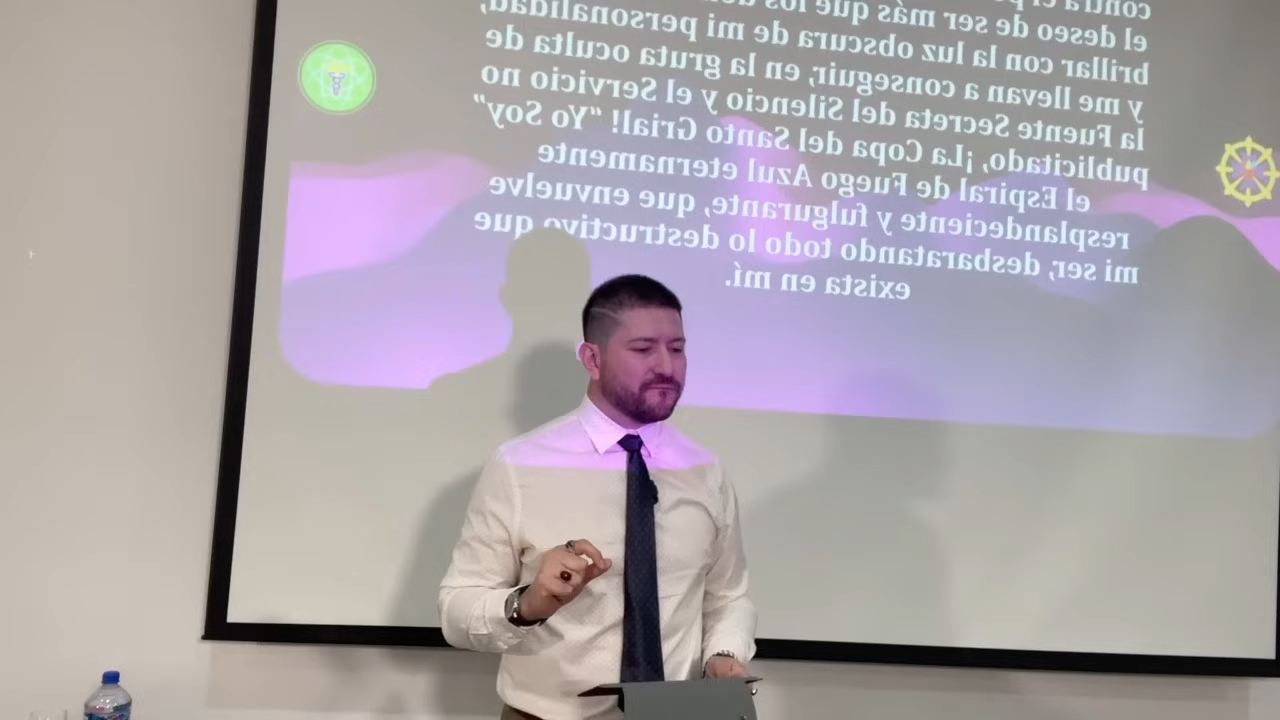 contra el
el deseo de ser más que los
brillar con la luz obscura de mi personalidad,
y me llevan a conseguir, en la gruta oculta de
la Fuente Secreta del Silencio y el Servicio no
publicitado, ¡La Copa del Santo Grial! “Yo Soy”
el Espiral de Fuego Azul eternamente
resplandeciente y fulgurante, que envuelve
mi ser, desbaratando todo lo destructivo que
exista en mí.